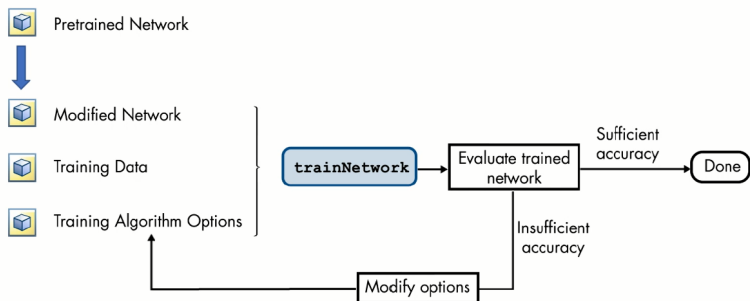 Pretrained Network
Modified Network
Training Data
Training Algorithm Options
trainNetwork
Evaluate trained
network
Sufficient
accuracy
Done
Insufficient
accuracy
Modify options